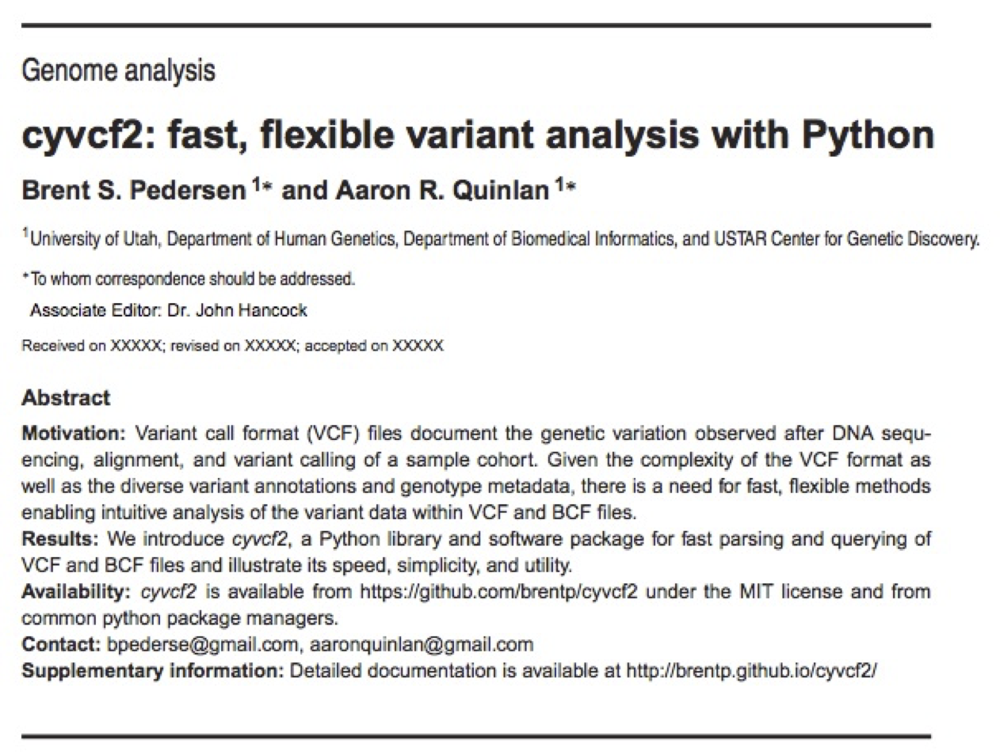 Genome analysis
cyvcf2: fast, flexible variant analysis with Python
Brent S. Pedersen 1* and Aaron R. Quinlan 1*
1University of Utah, Department of Human Genetics, Department of Biomedical Informatics, and USTAR Center for Genetic Discovery.
*To whom correspondence should be addressed.
Associate Editor: Dr. John Hancock
Received on XXXXX; revised on XXXXX; accepted on XXXXX
Abstract
Motivation: Variant call format (VCF) files document the genetic variation observed after DNA sequ-
encing, alignment, and variant calling of a sample cohort. Given the complexity of the VCF format as
well as the diverse variant annotations and genotype metadata, there is a need for fast, flexible methods
enabling intuitive analysis of the variant data within VCF and BCF files.
Results: We introduce cyvcf2, a Python library and software package for fast parsing and querying of
VCF and BCF files and illustrate its speed, simplicity, and utility.
Availability: cyvcf2 is available from https://github.com/brentp/cyvcf2 under the MIT license and from
common python package managers.
Contact: bpederse@gmail.com, aaronquinlan@gmail.com
Supplementary information: Detailed documentation is available at http://brentp.github.io/cyvcf2/